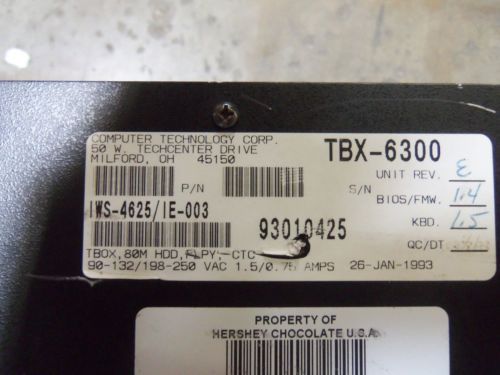 COMPUTER TECHNOLOGY CORP.
50 W. TECHCENTER DRIVE
MILFORD, OH 45150
TBX-6300
UNIT REV. E
P/N
S/N
BIOS/FMW. 1.4
IWS-4625/IE-003
93010425
KBD. 1.5
QC/DT
TBOX,80M HDD,FLPY,-CTC
90-132/198-250 VAC 1.5/0.75 AMPS 26-JAN-1993
PROPERTY OF
HERSHEY CHOCOLATE U.S.A.